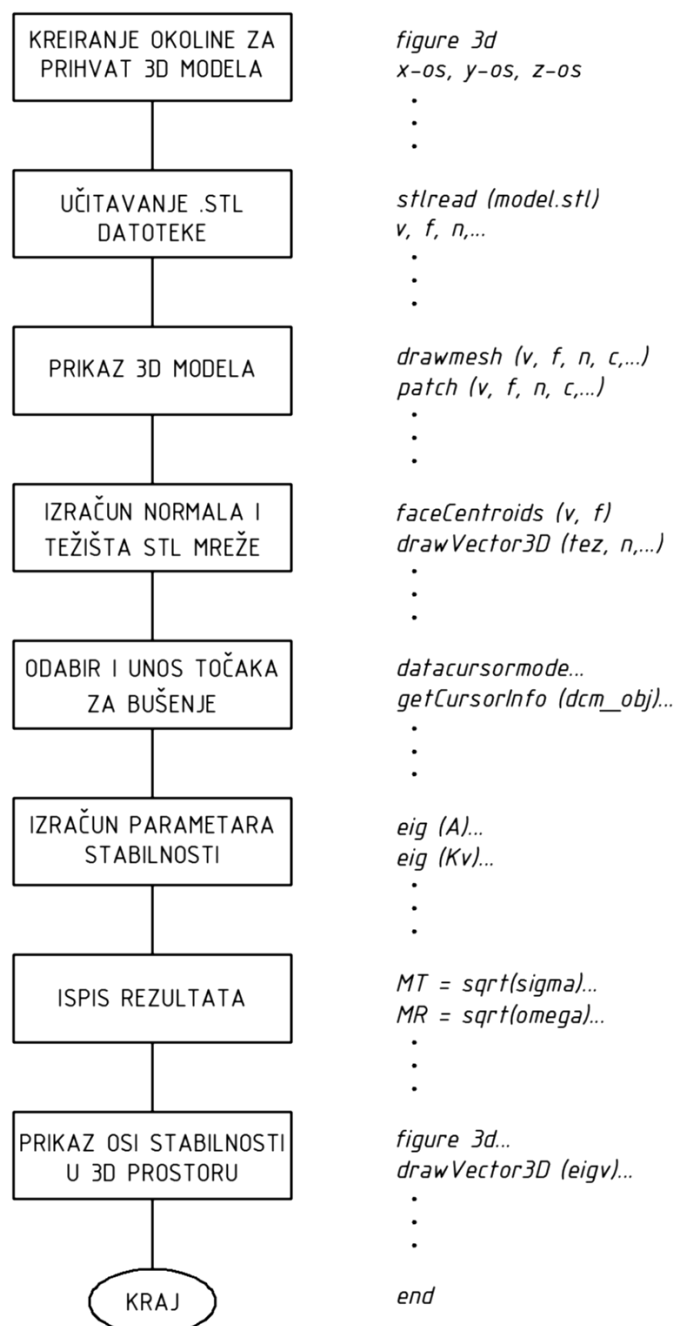 KREIRANJE OKOLINE ZA
PRIHVAT 3D MODELA
figure 3d
x-os, y-os, z-os
UČITAVANJE .STL
DATOTEKE
stlread (model.stl)
v, f, n,...
PRIKAZ 3D MODELA
drawmesh (v, f, n, c,...)
patch (v, f, n, c,...)
IZRAČUN NORMALA I
TEŽIŠTA STL MREŽE
faceCentroids (v, f)
drawVector3D (tez, n,...)
ODABIR I UNOS TOČAKA
ZA BUŠENJE
datacursormode...
getCursorInfo (dcm_obj)...
IZRAČUN PARAMETARA
STABILNOSTI
eig (A)...
eig (Kv)...
ISPIS REZULTATA
MT = sqrt(sigma)...
MR = sqrt(omega)...
PRIKAZ OSI STABILNOSTI
U 3D PROSTORU
figure 3d...
drawVector3D (eigv)...
KRAJ
end